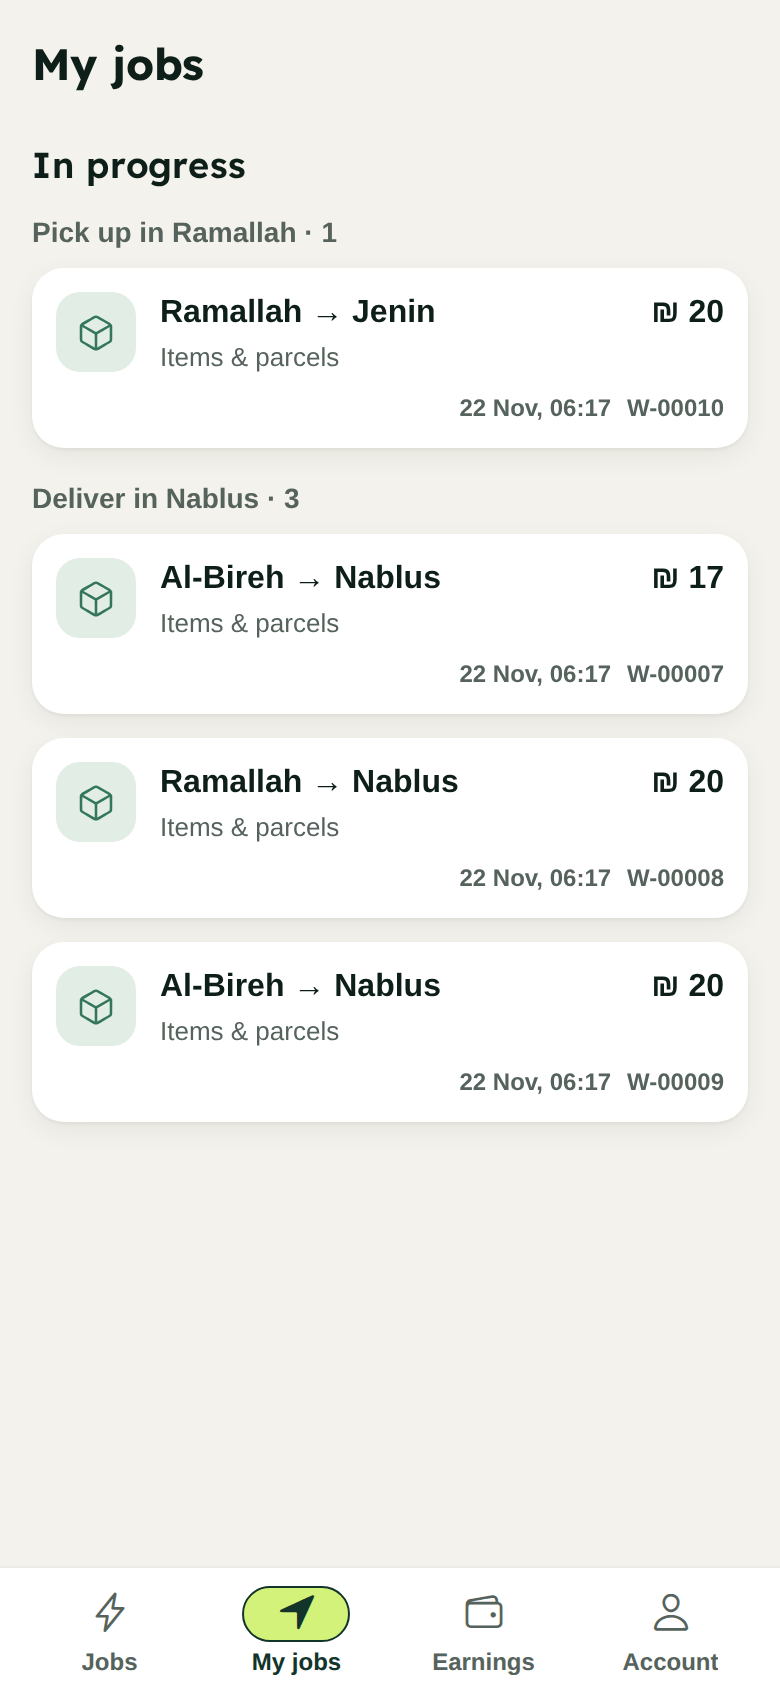 My jobs
In progress
Pick up in Ramallah · 1
Ramallah → Jenin ₪ 20
Items & parcels
22 Nov, 06:17 W-00010
Deliver in Nablus · 3
Al-Bireh → Nablus ₪ 17
Items & parcels
22 Nov, 06:17 W-00007
Ramallah → Nablus ₪ 20
Items & parcels
22 Nov, 06:17 W-00008
Al-Bireh → Nablus ₪ 20
Items & parcels
22 Nov, 06:17 W-00009
Jobs My jobs Earnings Account